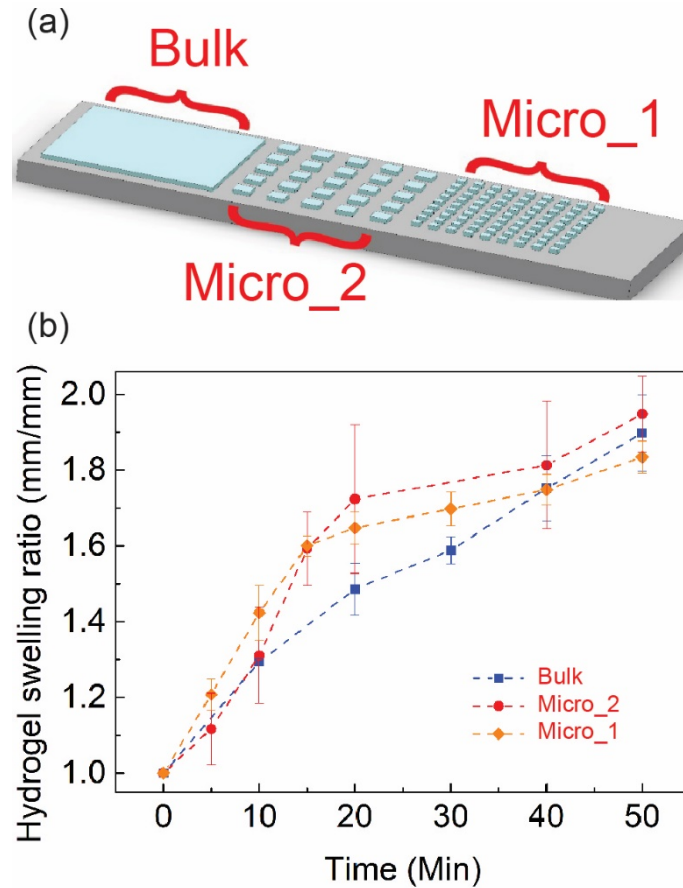 (a)
Bulk
Micro_1
Micro_2
(b)
Hydrogel swelling ratio (mm/mm)
2.0
1.8
1.6
1.4
1.2
1.0
Bulk
Micro_2
Micro_1
0 10 20 30 40 50
Time (Min)